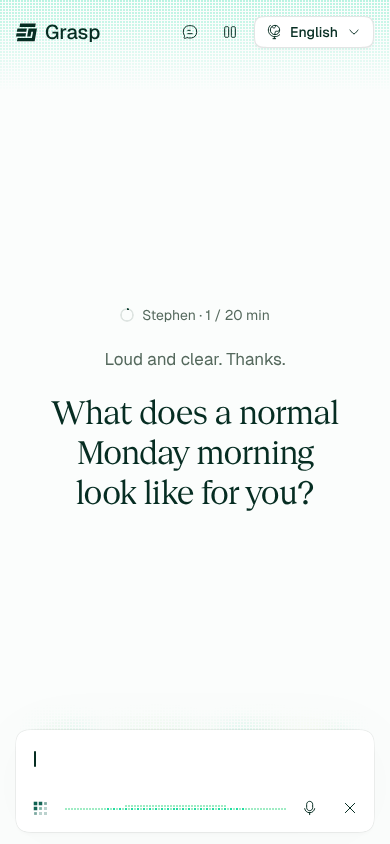 Grasp
English
Stephen · 1 / 20 min
Loud and clear. Thanks.
What does a normal
Monday morning
look like for you?